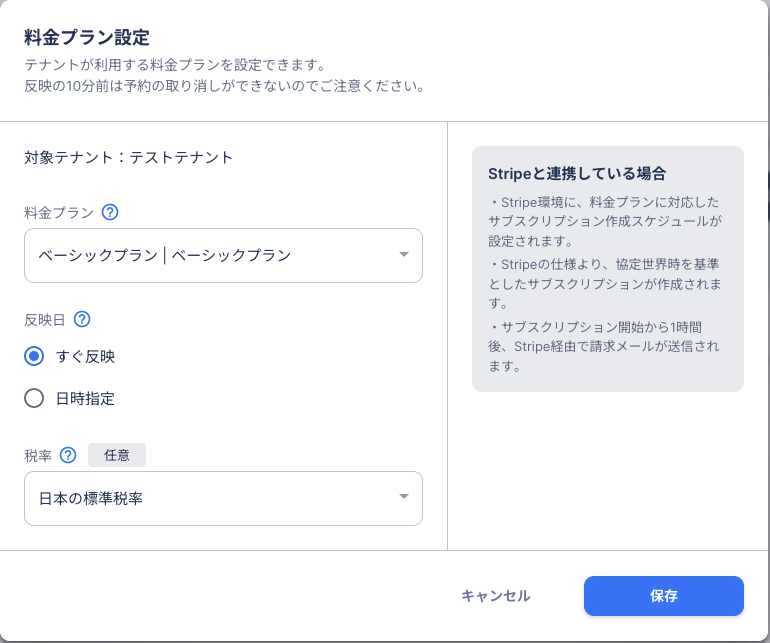 料金プラン設定
テナントが利用する料金プランを設定できます。
反映の10分前は予約の取り消しができないのでご注意ください。
対象テナント：テストテナント
料金プラン ?
ベーシックプラン | ベーシックプラン
反映日 ?
すぐ反映
日時指定
税率 ? 任意
日本の標準税率
Stripeと連携している場合
・Stripe環境に、料金プランに対応した
サブスクリプション作成スケジュールが
設定されます。
・Stripeの仕様より、協定世界時を基準
としたサブスクリプションが作成されま
す。
・サブスクリプション開始から1時間
後、Stripe経由で請求メールが送信され
ます。
キャンセル
保存